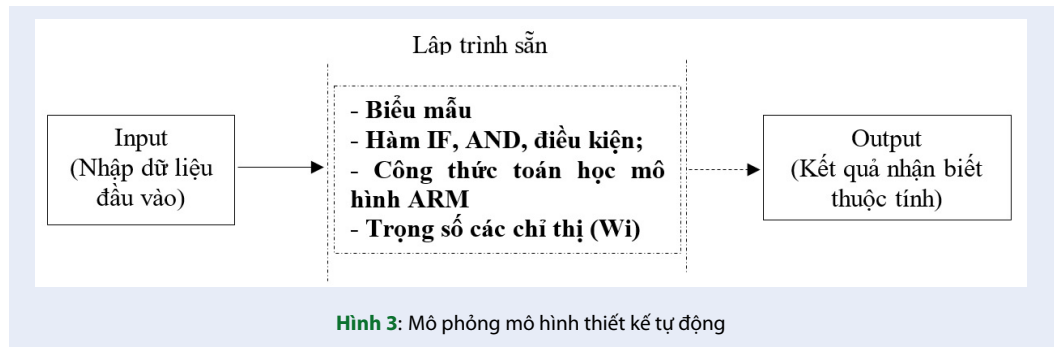 Lập trình sẵn
Input
(Nhập dữ liệu
đầu vào)
- Biểu mẫu
- Hàm IF, AND, điều kiện;
- Công thức toán học mô
hình ARM
- Trọng số các chỉ thị (Wi)
Output
(Kết quả nhận biết
thuộc tính)
Hình 3: Mô phỏng mô hình thiết kế tự động